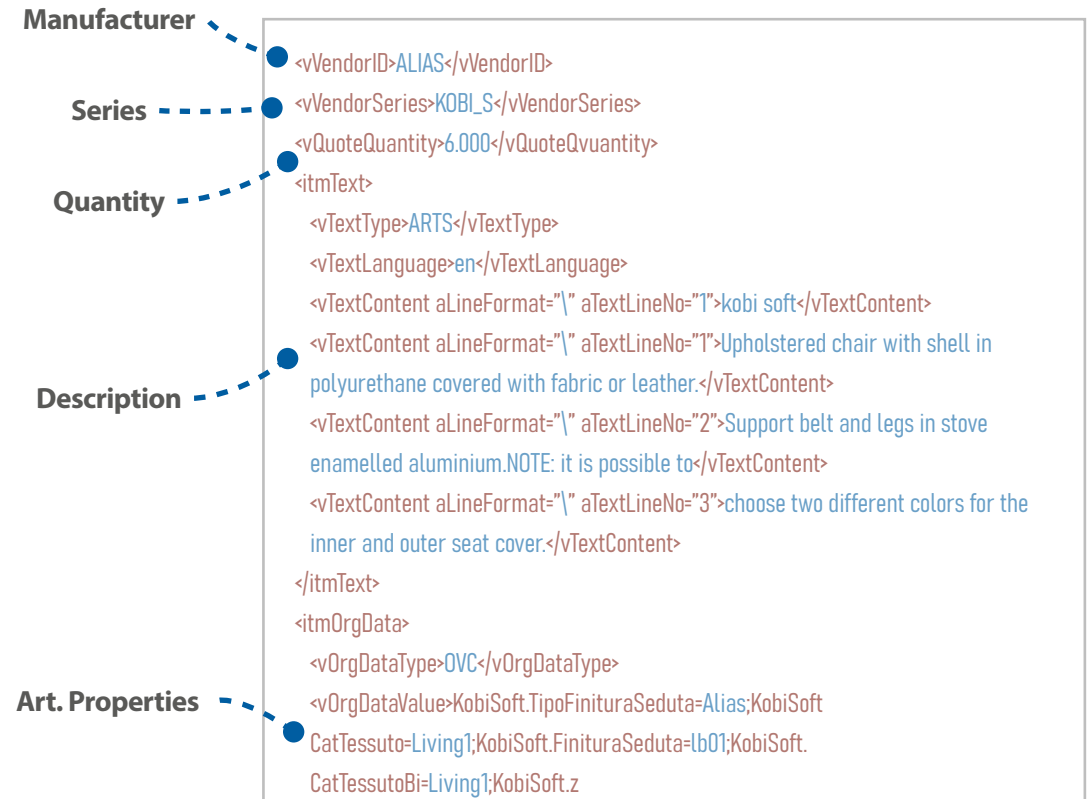 Manufacturer
<vVendorID>ALIAS</vVendorID>
Series
<vVendorSeries>KOBI_S</vVendorSeries>
<vQuoteQuantity>6.000</vQuoteQvuantity>
Quantity
<itmText>
<vTextType>ARTS</vTextType>
<vTextLanguage>en</vTextLanguage>
<vTextContent aLineFormat="\" aTextLineNo="1">kobi soft</vTextContent>
<vTextContent aLineFormat="\" aTextLineNo="1">Upholstered chair with shell in
polyurethane covered with fabric or leather.</vTextContent>
Description
<vTextContent aLineFormat="\" aTextLineNo="2">Support belt and legs in stove
enamelled aluminium.NOTE: it is possible to</vTextContent>
<vTextContent aLineFormat="\" aTextLineNo="3">choose two different colors for the
inner and outer seat cover.</vTextContent>
</itmText>
<itmOrgData>
<vOrgDataType>OVC</vOrgDataType>
Art. Properties
<vOrgDataValue>KobiSoft.TipoFinituraSeduta=Alias;KobiSoft
CatTessuto=Living1;KobiSoft.FinituraSeduta=lb01;KobiSoft.
CatTessutoBi=Living1;KobiSoft.z